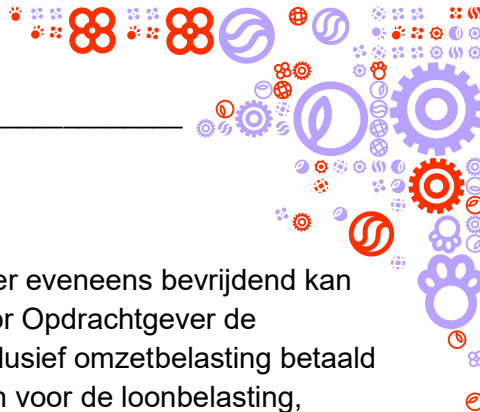 er eveneens bevrijdend kan
or Opdrachtgever de
lusief omzetbelasting betaald
n voor de loonbelasting,